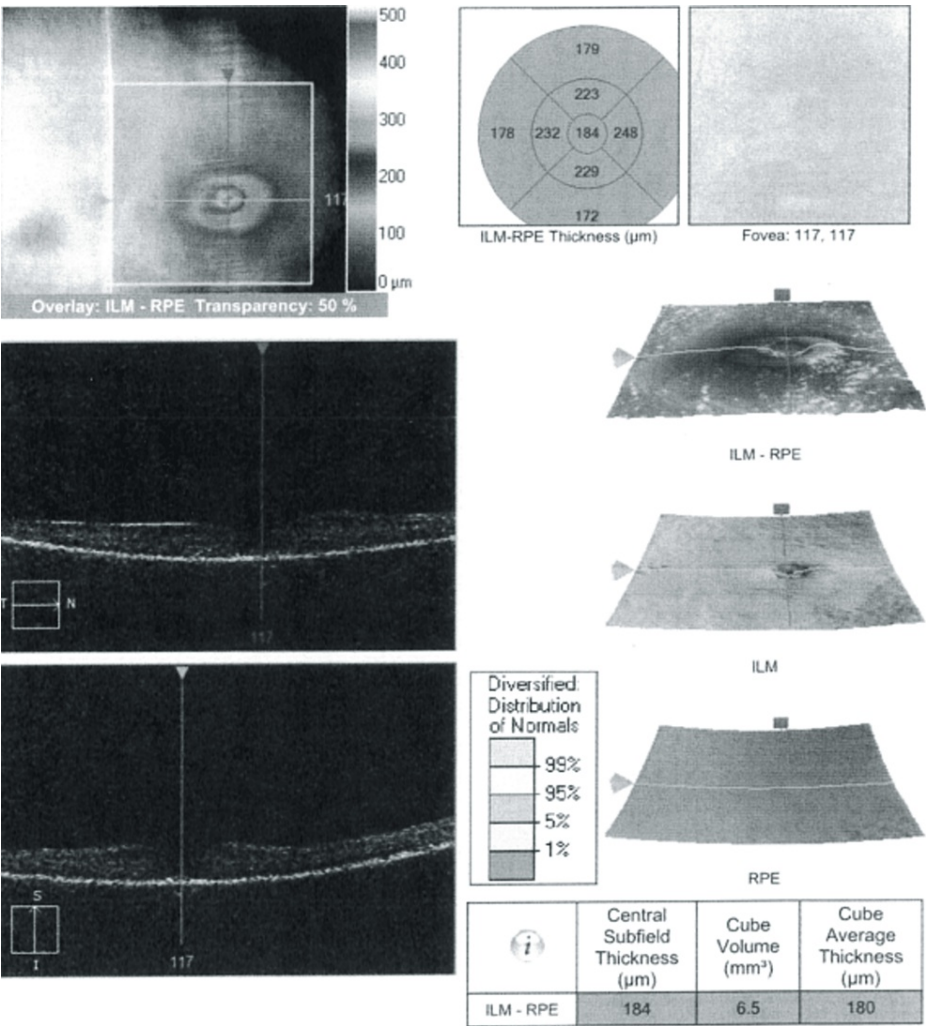 500
400
300
200
100
0 µm
117
Overlay: ILM - RPE Transparency: 50 %
179
223
178 232 184 248
229
172
ILM-RPE Thickness (µm)
Fovea: 117, 117
ILM - RPE
T N
117
ILM
S
I
117
Diversified:
Distribution
of Normals
99%
95%
5%
1%
RPE
i
Central
Subfield
Thickness
(µm)
Cube
Volume
(mm³)
Cube
Average
Thickness
(µm)
ILM - RPE 184 6.5 180